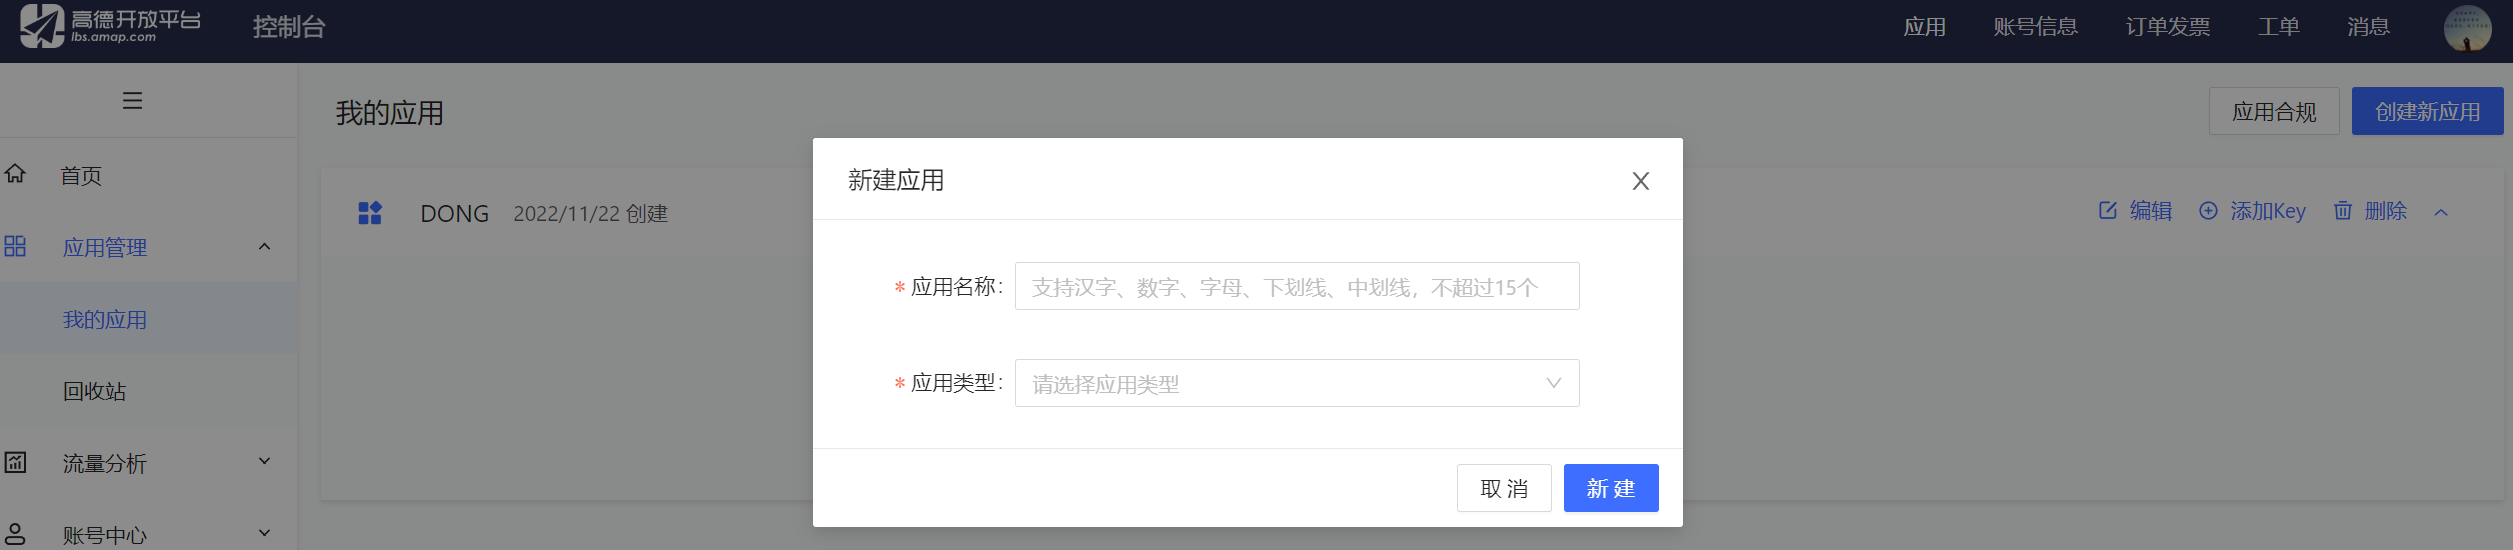 高德开放平台
lbs.amap.com
控制台
应用
账号信息
订单发票
工单
消息
首页
应用管理
我的应用
回收站
流量分析
账号中心
我的应用
应用合规
创建新应用
DONG 2022/11/22 创建
编辑
添加Key
删除
新建应用
* 应用名称: 支持汉字、数字、字母、下划线、中划线，不超过15个
* 应用类型: 请选择应用类型
取 消
新 建